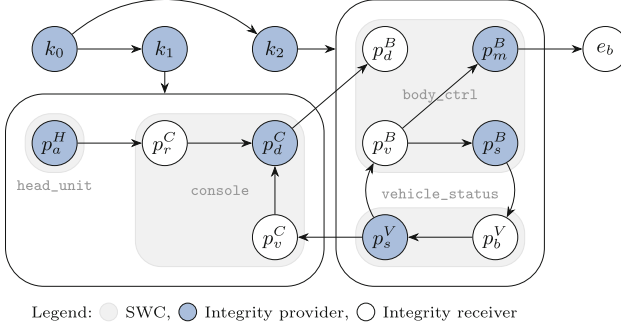 k₀ k₁ k₂ p_d^B p_m^B e_b
body_ctrl
p_a^H p_r^C p_d^C p_v^B p_s^B
head_unit console vehicle_status
p_v^C p_s^V p_b^V
Legend: SWC, Integrity provider, Integrity receiver